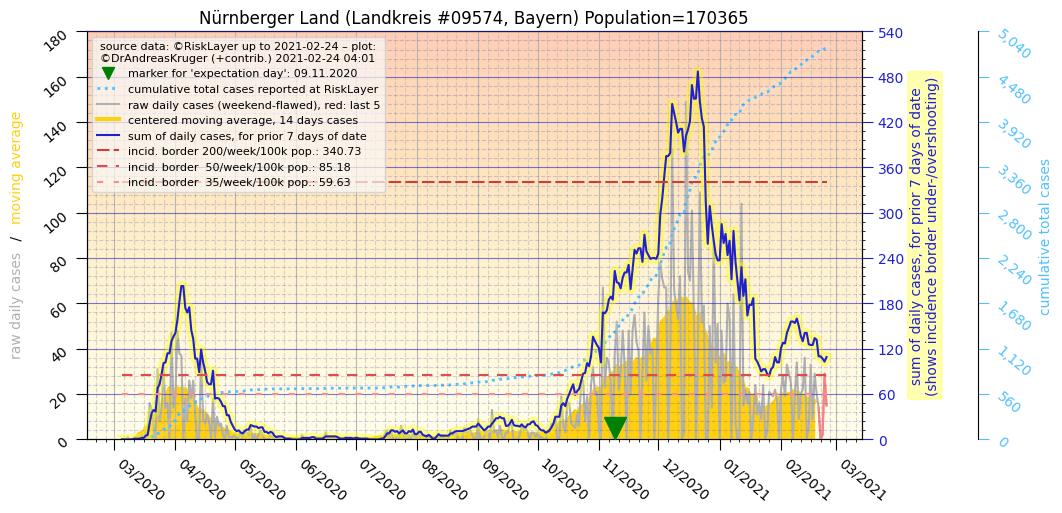 Nürnberger Land (Landkreis #09574, Bayern) Population=170365
source data: ©RiskLayer up to 2021-02-24 – plot:
©DrAndreasKruger (+contrib.) 2021-02-24 04:01
marker for 'expectation day': 09.11.2020
cumulative total cases reported at RiskLayer
raw daily cases (weekend-flawed), red: last 5
centered moving average, 14 days cases
sum of daily cases, for prior 7 days of date
incid. border 200/week/100k pop.: 340.73
incid. border  50/week/100k pop.: 85.18
incid. border  35/week/100k pop.: 59.63
raw daily cases / moving average
180
160
140
120
100
80
60
40
20
0
03/2020
04/2020
05/2020
06/2020
07/2020
08/2020
09/2020
10/2020
11/2020
12/2020
01/2021
02/2021
03/2021
540
480
420
360
300
240
180
120
60
0
sum of daily cases, for prior 7 days of date
(shows incidence border under-/overshooting)
5,040
4,480
3,920
3,360
2,800
2,240
1,680
1,120
560
0
cumulative total cases